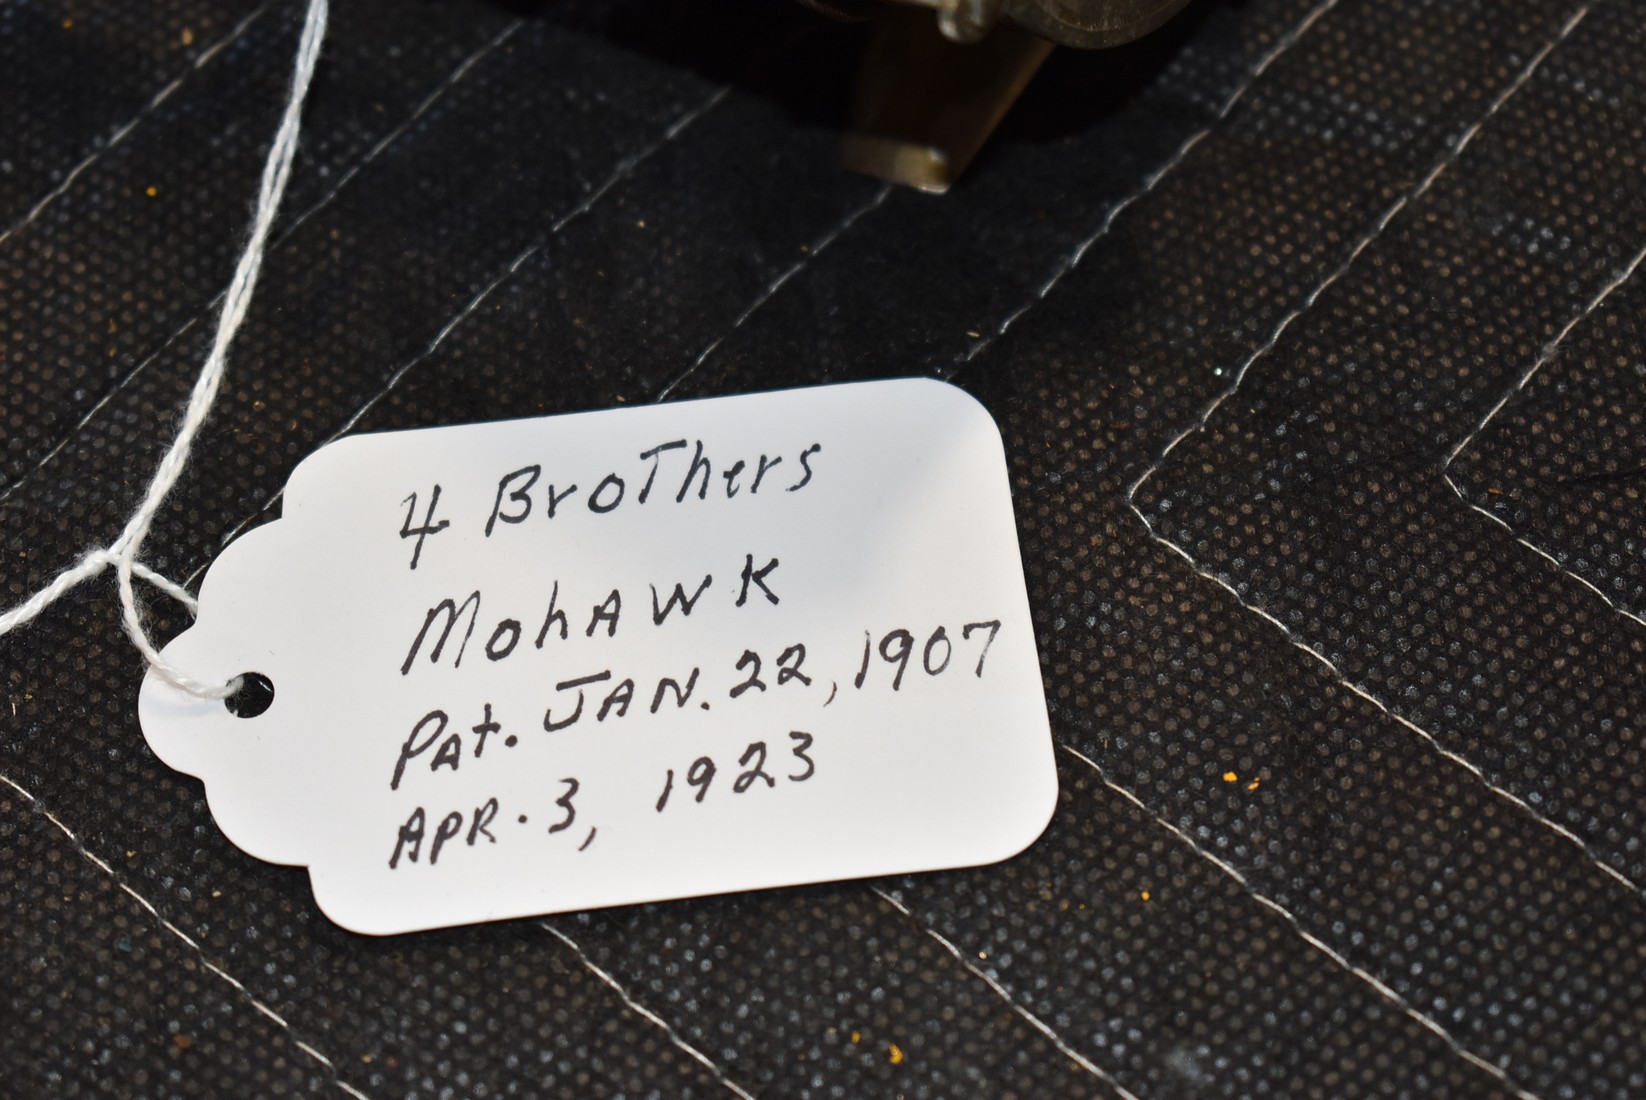 4 Brothers
Mohawk
Pat. Jan. 22, 1907
Apr. 3, 1923